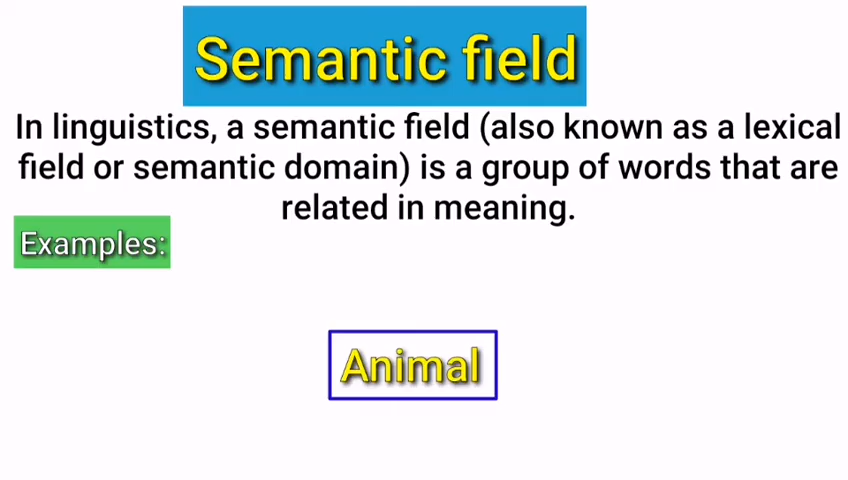 Semantic field
In linguistics, a semantic field (also known as a lexical
field or semantic domain) is a group of words that are
related in meaning.
Examples:
Animal